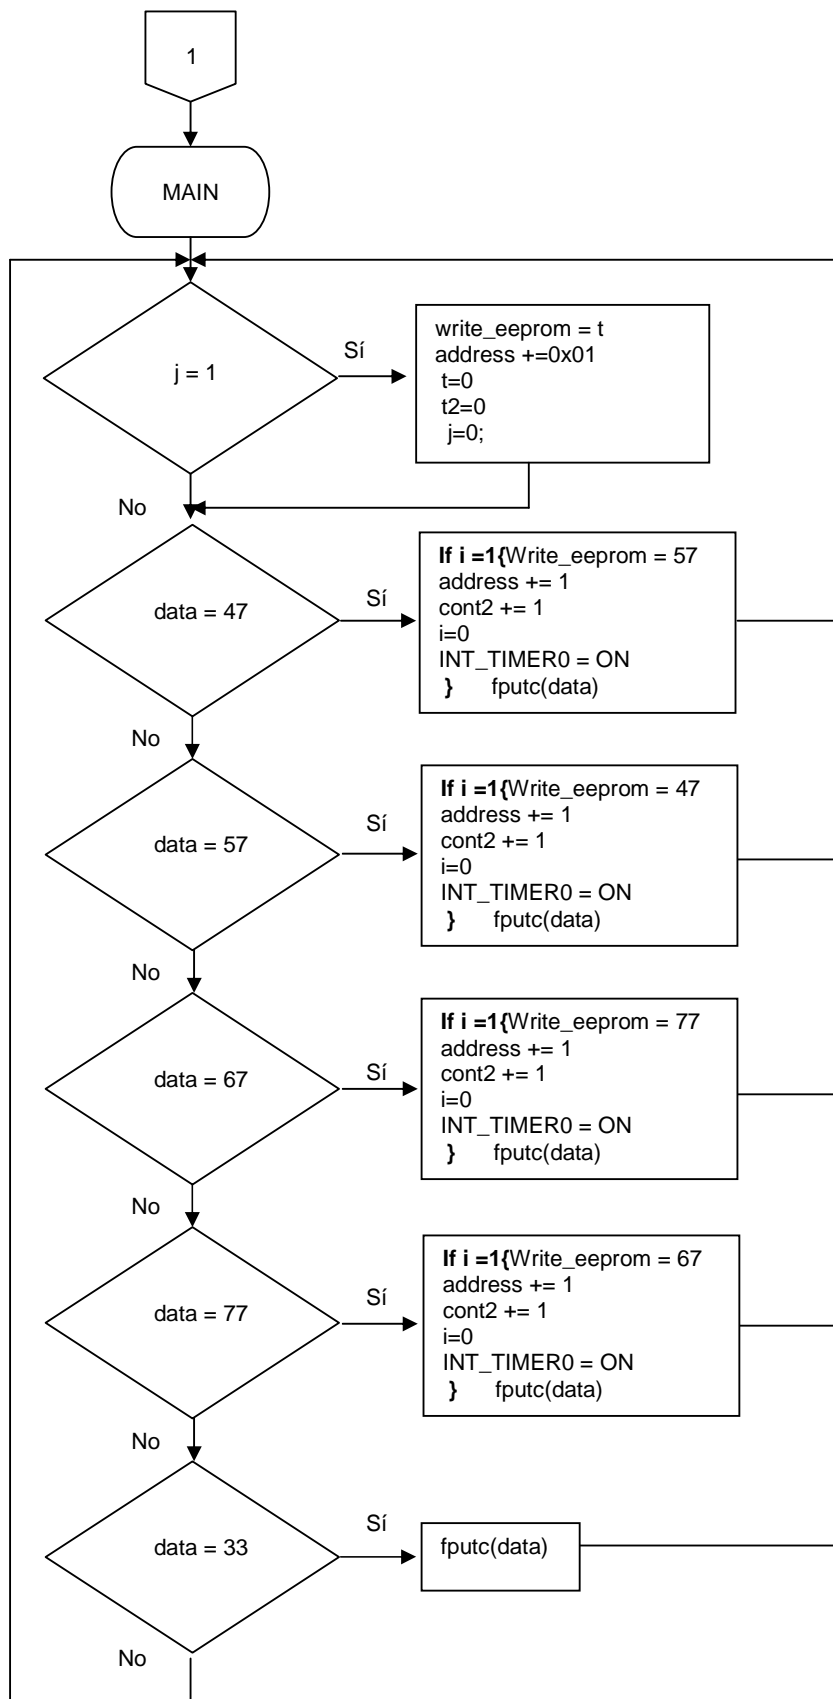 1
MAIN
j = 1
Sí
write_eeprom = t
address +=0x01
t=0
t2=0
j=0;
No
data = 47
Sí
If i =1{Write_eeprom = 57
address += 1
cont2 += 1
i=0
INT_TIMER0 = ON
} fputc(data)
No
data = 57
Sí
If i =1{Write_eeprom = 47
address += 1
cont2 += 1
i=0
INT_TIMER0 = ON
} fputc(data)
No
data = 67
Sí
If i =1{Write_eeprom = 77
address += 1
cont2 += 1
i=0
INT_TIMER0 = ON
} fputc(data)
No
data = 77
Sí
If i =1{Write_eeprom = 67
address += 1
cont2 += 1
i=0
INT_TIMER0 = ON
} fputc(data)
No
data = 33
Sí
fputc(data)
No